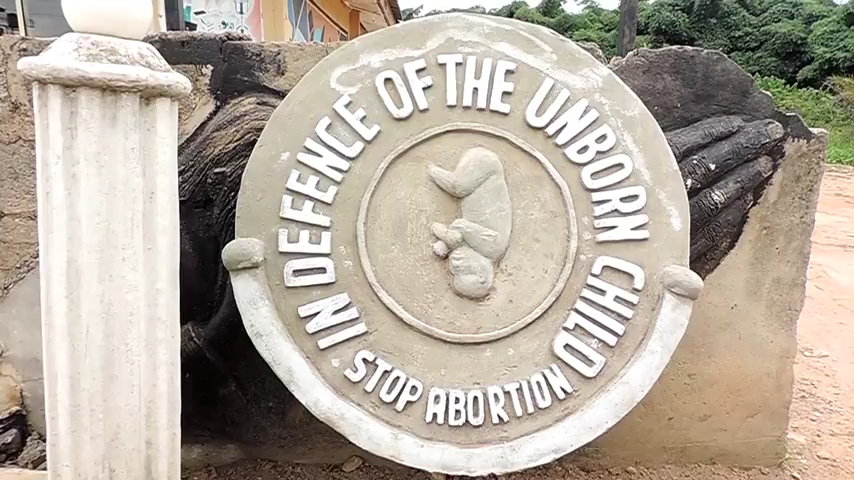 IN DEFENCE OF THE UNBORN CHILD
STOP ABORTION